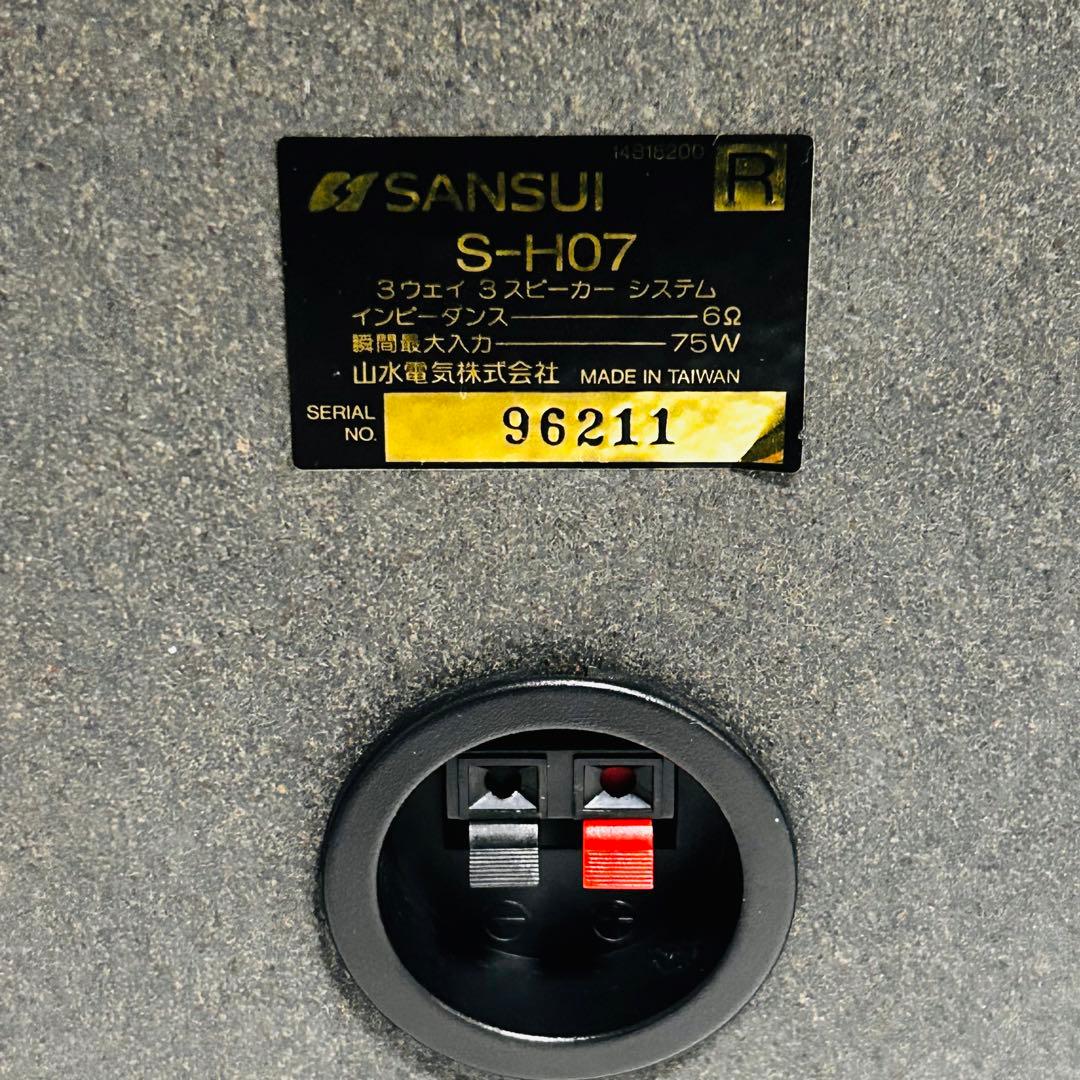 14818200
R
SANSUI
S-H07
3ウェイ 3スピーカー システム
インピーダンス 6Ω
瞬間最大入力 75W
山水電気株式会社 MADE IN TAIWAN
SERIAL NO. 96211
⊖ ⊕